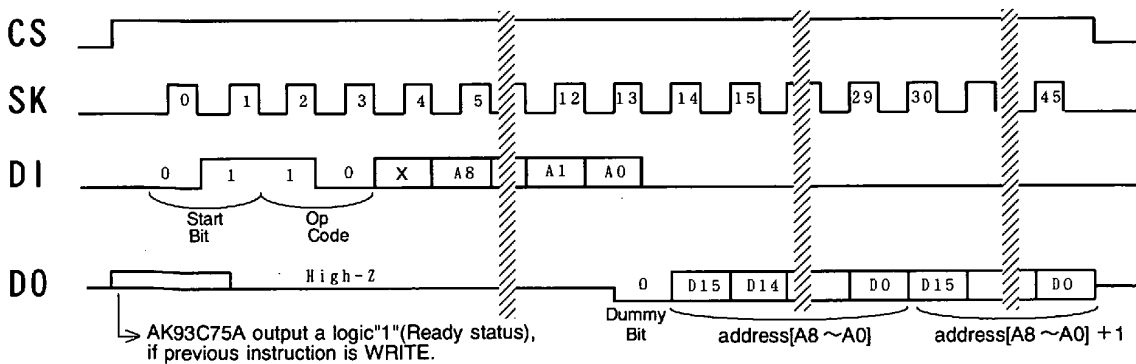 CS
SK 0 1 2 3 4 5 12 13 14 15 29 30 45
DI 0 1 1 0 X A8 A1 A0
Start Bit
Op Code
DO High-Z 0 D15 D14 D0 D15 D0
Dummy Bit
address[A8～A0]
address[A8～A0] +1
AK93C75A output a logic"1"(Ready status),
if previous instruction is WRITE.